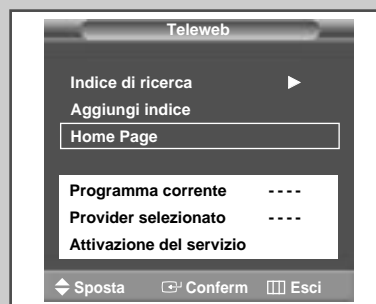 Teleweb
Indice di ricerca
Aggiungi indice
Home Page
Programma corrente - - - -
Provider selezionato - - - -
Attivazione del servizio
Sposta Conferm Esci